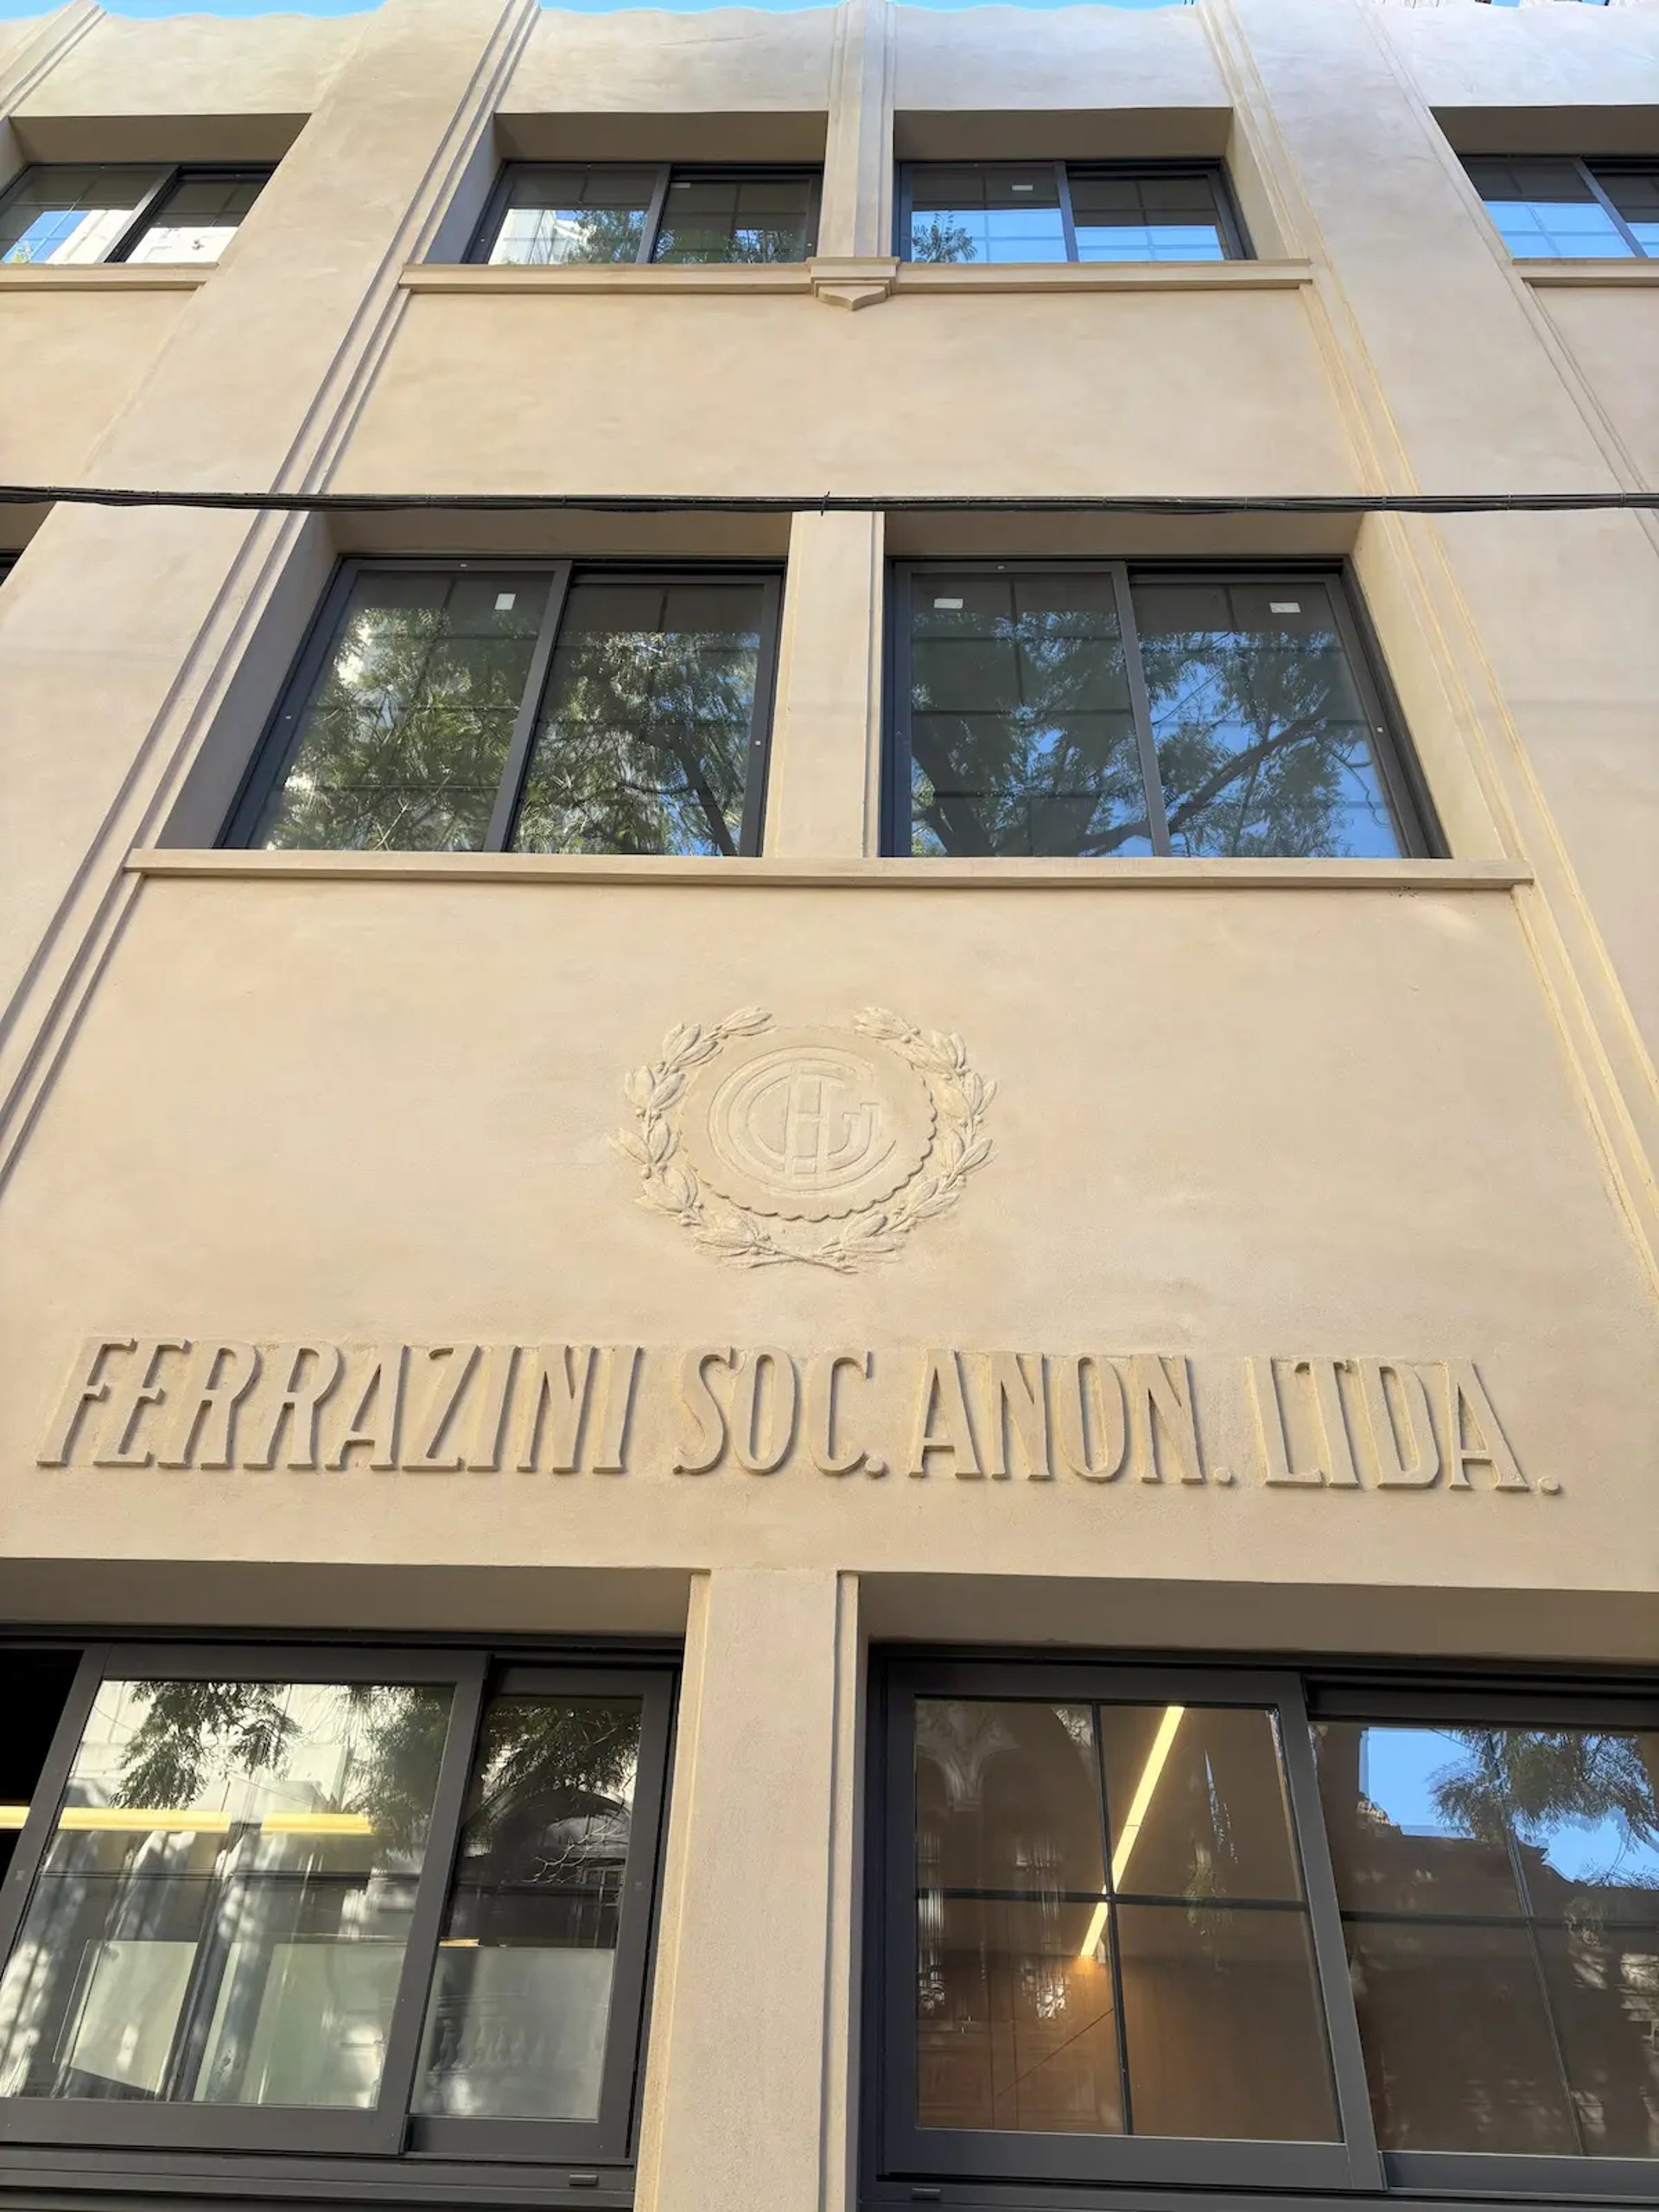 FERRAZINI SOC. ANON. LTDA.